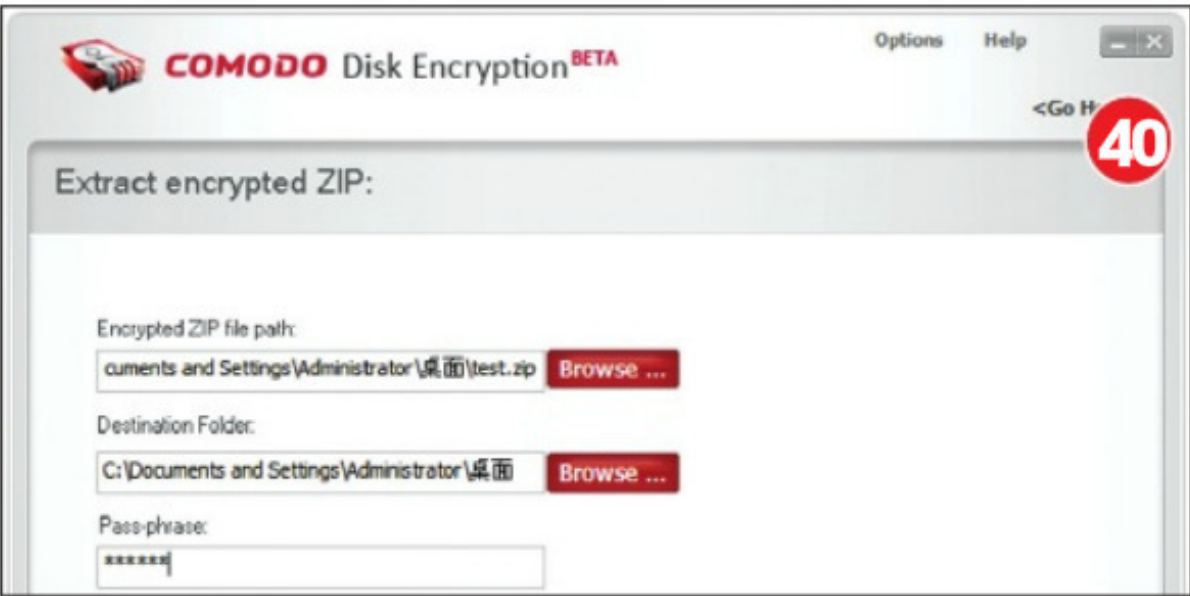 COMODO Disk Encryption BETA
Options Help
<Go H
40
Extract encrypted ZIP:
Encrypted ZIP file path:
cuments and Settings\Administrator\桌面\test.zip Browse ...
Destination Folder:
C:\Documents and Settings\Administrator\桌面 Browse ...
Pass-phrase:
******